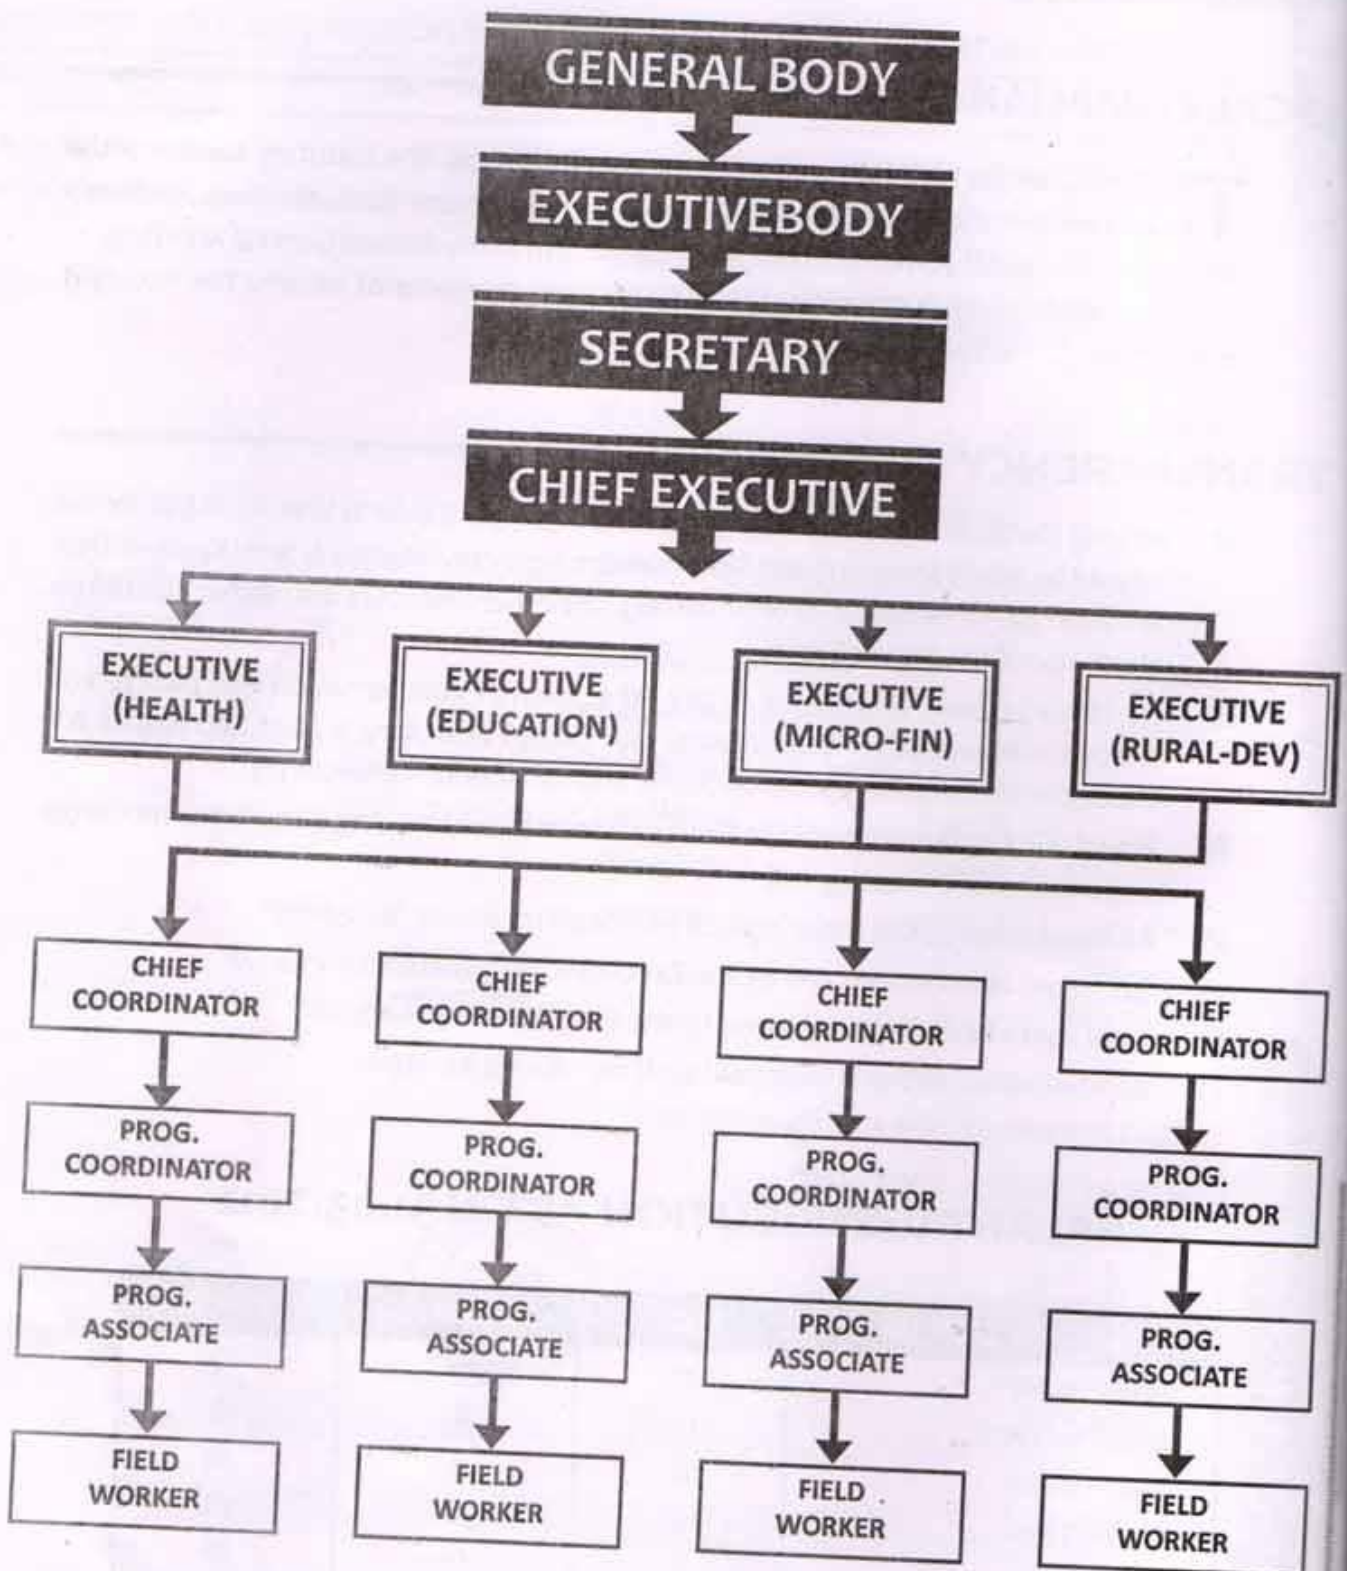 GENERAL BODY
EXECUTIVEBODY
SECRETARY
CHIEF EXECUTIVE
EXECUTIVE
(HEALTH)
EXECUTIVE
(EDUCATION)
EXECUTIVE
(MICRO-FIN)
EXECUTIVE
(RURAL-DEV)
CHIEF
COORDINATOR
CHIEF
COORDINATOR
CHIEF
COORDINATOR
CHIEF
COORDINATOR
PROG.
COORDINATOR
PROG.
COORDINATOR
PROG.
COORDINATOR
PROG.
COORDINATOR
PROG.
ASSOCIATE
PROG.
ASSOCIATE
PROG.
ASSOCIATE
PROG.
ASSOCIATE
FIELD
WORKER
FIELD
WORKER
FIELD
WORKER
FIELD
WORKER